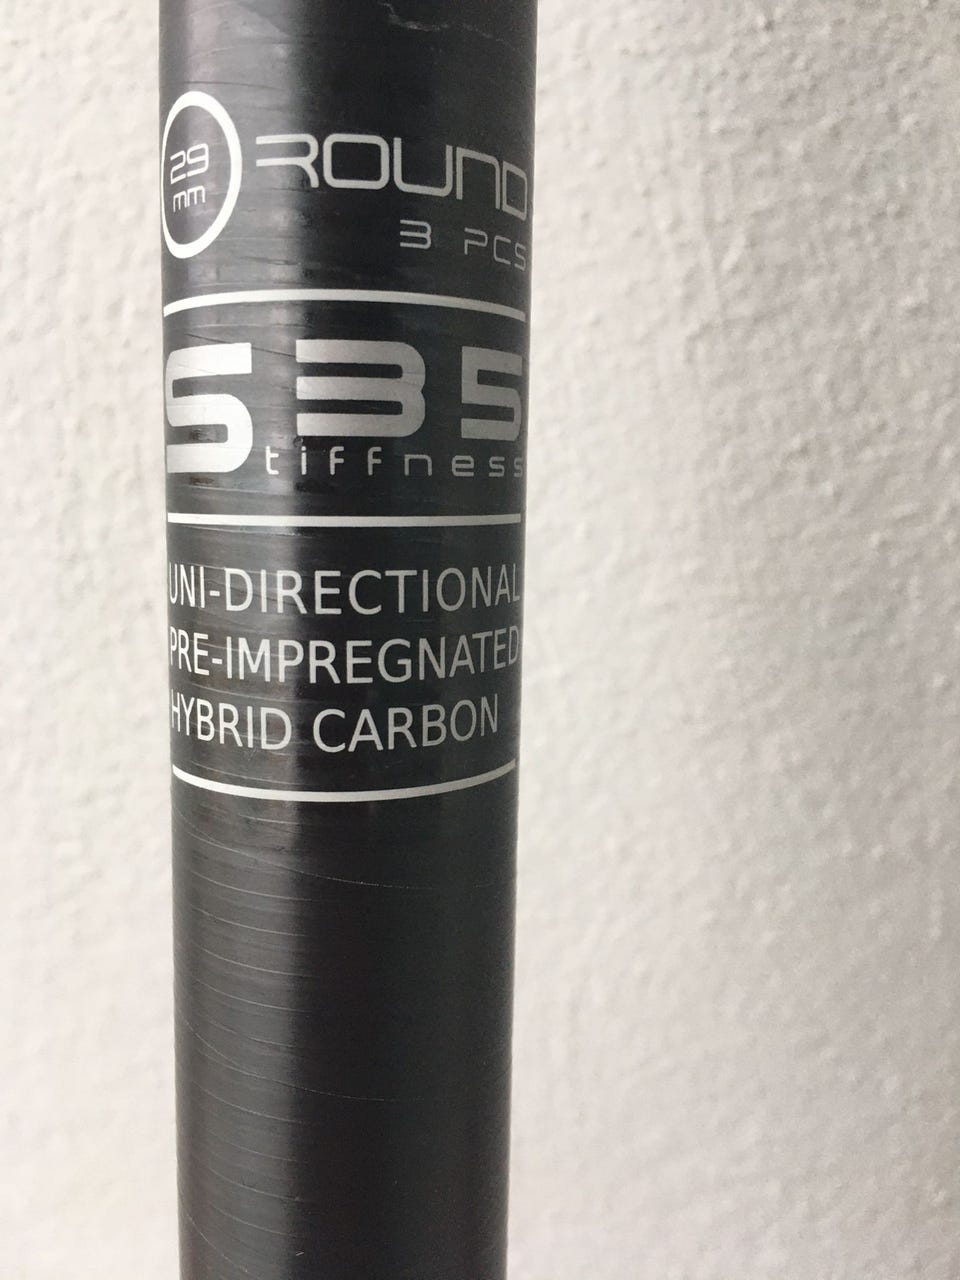 29 mm ROUND
3 PCS
S35
tiffness
UNI-DIRECTIONAL
PRE-IMPREGNATED
HYBRID CARBON